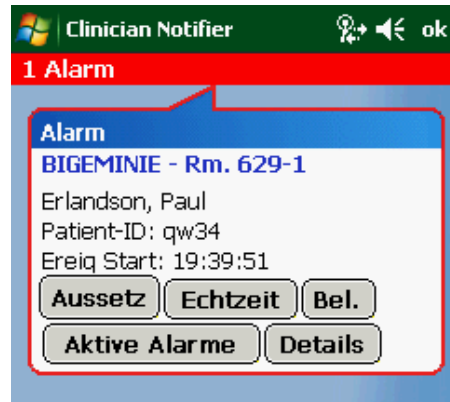 Clinician Notifier ok
1 Alarm
Alarm
BIGEMINIE - Rm. 629-1
Erlandson, Paul
Patient-ID: qw34
Ereig Start: 19:39:51
Aussetz Echtzeit Bel.
Aktive Alarme Details